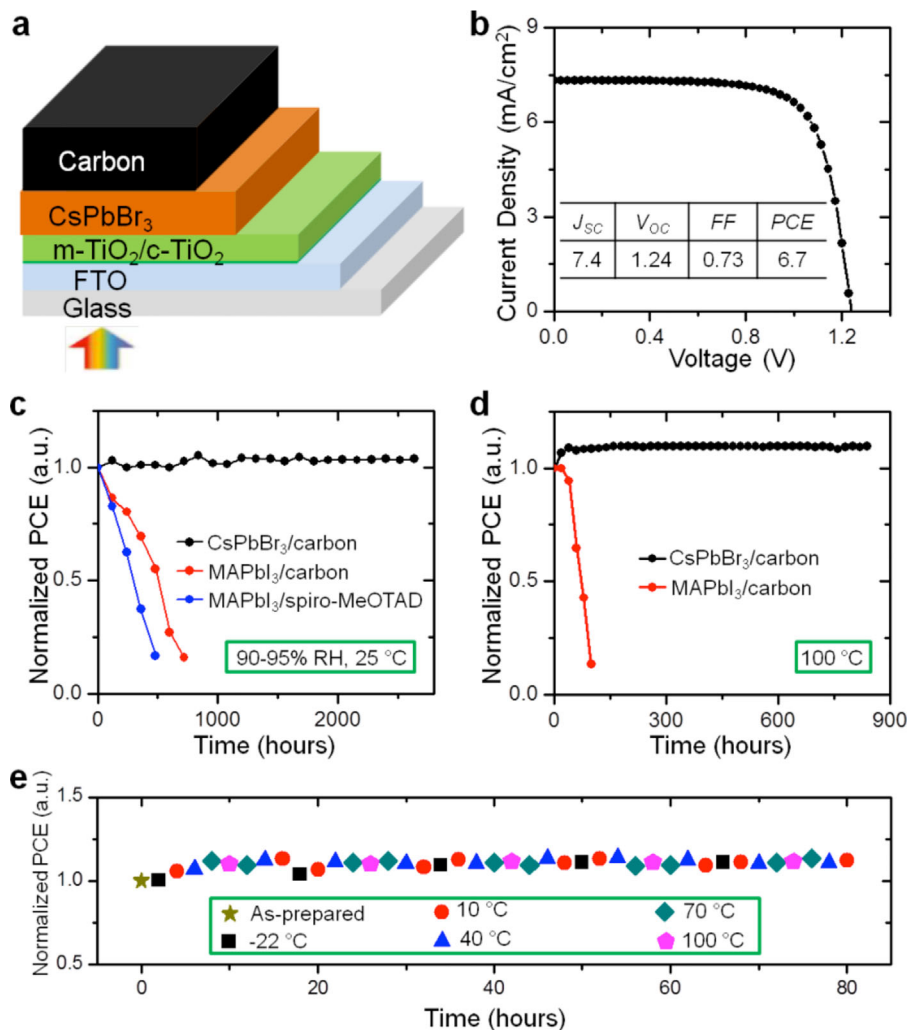 a
Carbon
CsPbBr₃
m-TiO₂/c-TiO₂
FTO
Glass
b
Current Density (mA/cm²)
9
6
3
0
J_SC V_OC FF PCE
7.4 1.24 0.73 6.7
0.0 0.4 0.8 1.2
Voltage (V)
c
Normalized PCE (a.u.)
1.0
0.5
0.0
CsPbBr₃/carbon
MAPbI₃/carbon
MAPbI₃/spiro-MeOTAD
90-95% RH, 25 °C
0 1000 2000
Time (hours)
d
Normalized PCE (a.u.)
1.0
0.5
0.0
CsPbBr₃/carbon
MAPbI₃/carbon
100 °C
0 300 600 900
Time (hours)
e
Normalized PCE (a.u.)
1.5
1.0
0.5
As-prepared 10 °C 70 °C
-22 °C 40 °C 100 °C
0 20 40 60 80
Time (hours)